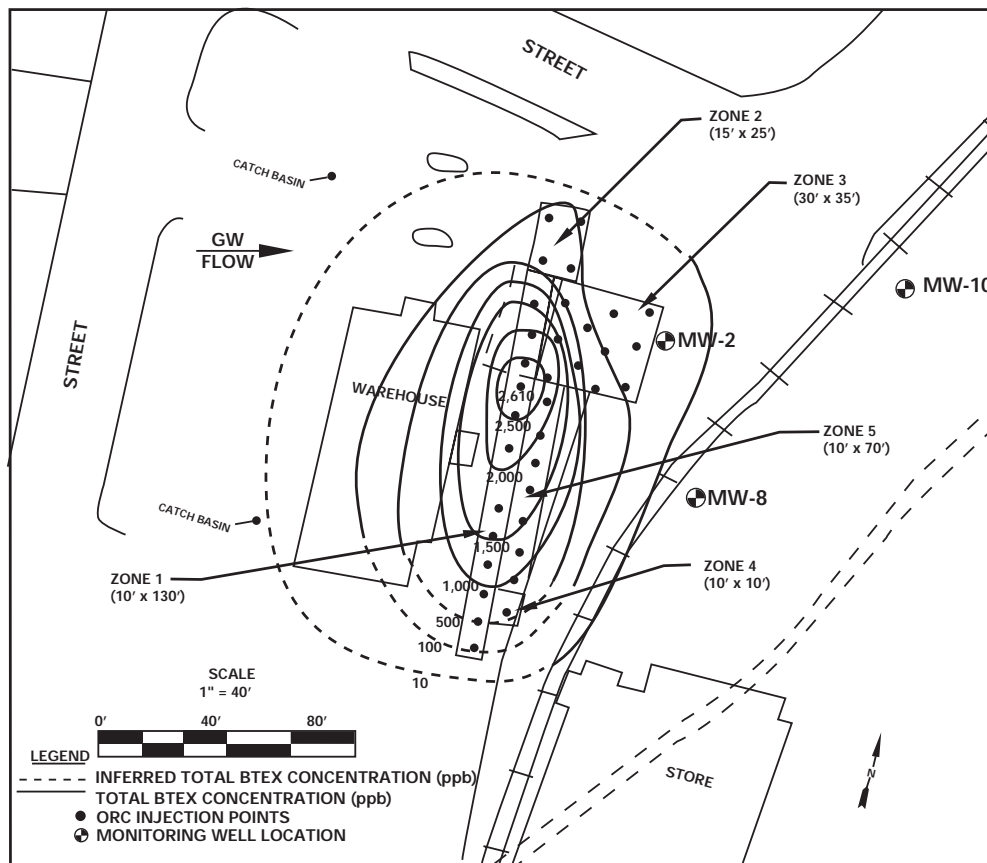 STREET
ZONE 2
(15' x 25')
CATCH BASIN
ZONE 3
(30' x 35')
GW
FLOW
MW-10
STREET
MW-2
WAREHOUSE
2,610
2,500
ZONE 5
(10' x 70')
2,000
MW-8
CATCH BASIN
1,500
ZONE 4
(10' x 10')
ZONE 1
(10' x 130')
1,000
500
100
10
SCALE
1" = 40'
0' 40' 80'
LEGEND
INFERRED TOTAL BTEX CONCENTRATION (ppb)
TOTAL BTEX CONCENTRATION (ppb)
ORC INJECTION POINTS
MONITORING WELL LOCATION
STORE
N